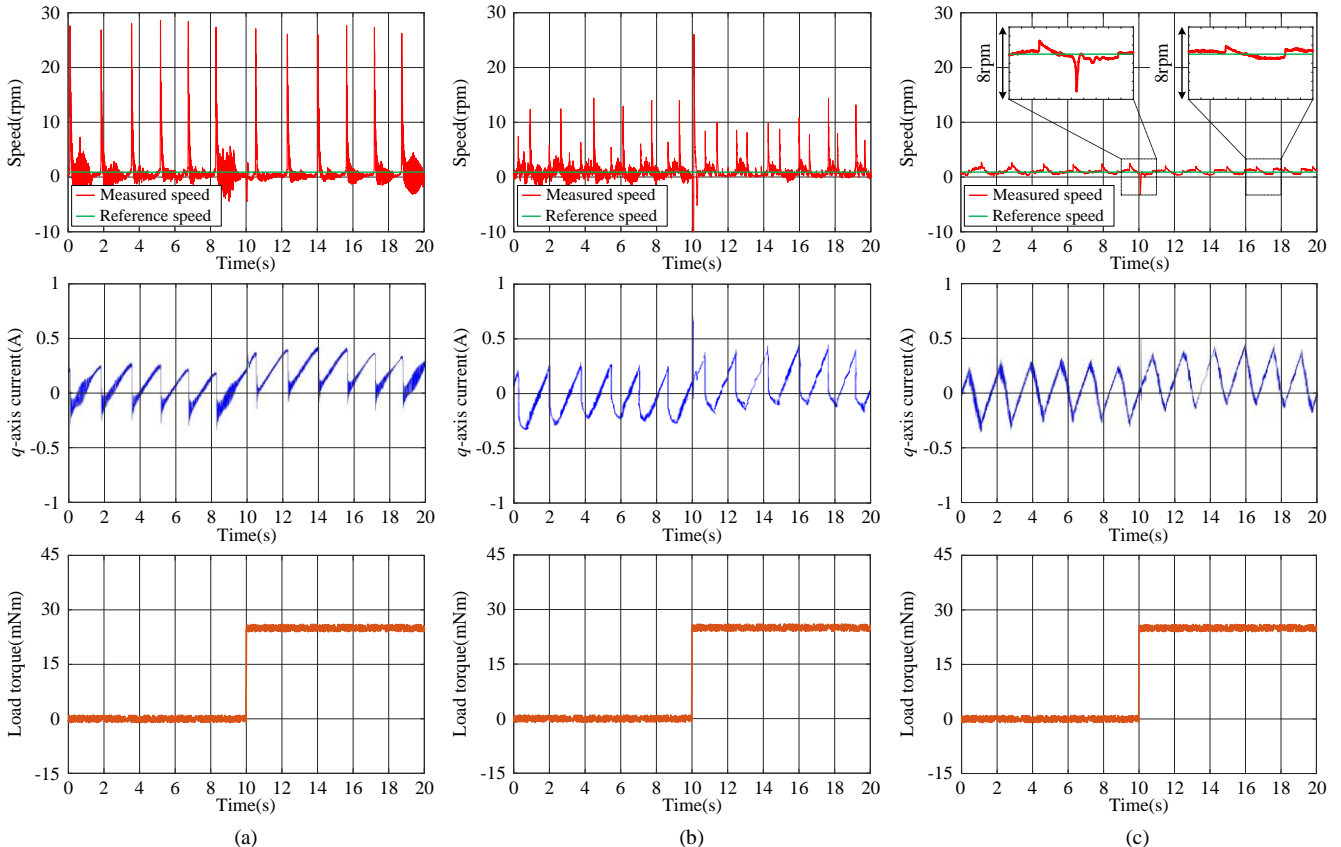 30
20
10
0
-10
Speed(rpm)
Measured speed
Reference speed
0 2 4 6 8 10 12 14 16 18 20
Time(s)
30
20
10
0
-10
Speed(rpm)
Measured speed
Reference speed
0 2 4 6 8 10 12 14 16 18 20
Time(s)
30
20
10
0
-10
Speed(rpm)
8rpm
8rpm
Measured speed
Reference speed
0 2 4 6 8 10 12 14 16 18 20
Time(s)
1
0.5
0
-0.5
-1
q-axis current(A)
0 2 4 6 8 10 12 14 16 18 20
Time(s)
1
0.5
0
-0.5
-1
q-axis current(A)
0 2 4 6 8 10 12 14 16 18 20
Time(s)
1
0.5
0
-0.5
-1
q-axis current(A)
0 2 4 6 8 10 12 14 16 18 20
Time(s)
45
30
15
0
-15
Load torque(mNm)
0 2 4 6 8 10 12 14 16 18 20
Time(s)
45
30
15
0
-15
Load torque(mNm)
0 2 4 6 8 10 12 14 16 18 20
Time(s)
45
30
15
0
-15
Load torque(mNm)
0 2 4 6 8 10 12 14 16 18 20
Time(s)
(a)
(b)
(c)